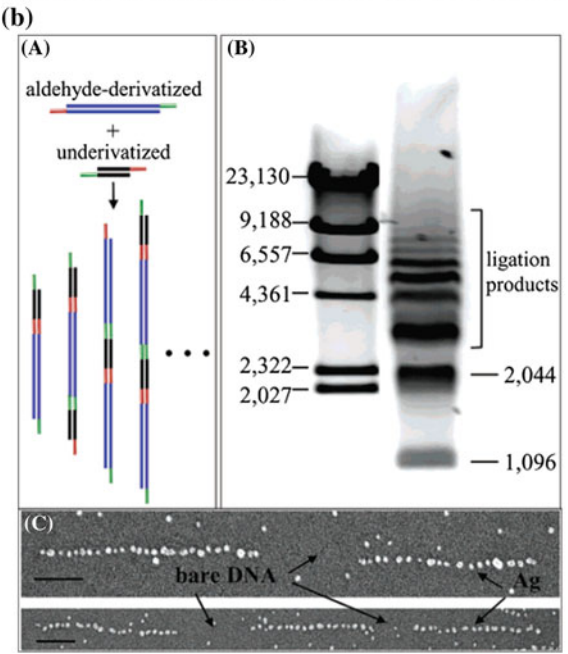 (b)
(A)
aldehyde-derivatized
+
underivatized
(B)
23,130
9,188
6,557
4,361
2,322
2,027
ligation
products
2,044
1,096
(C)
bare DNA
Ag